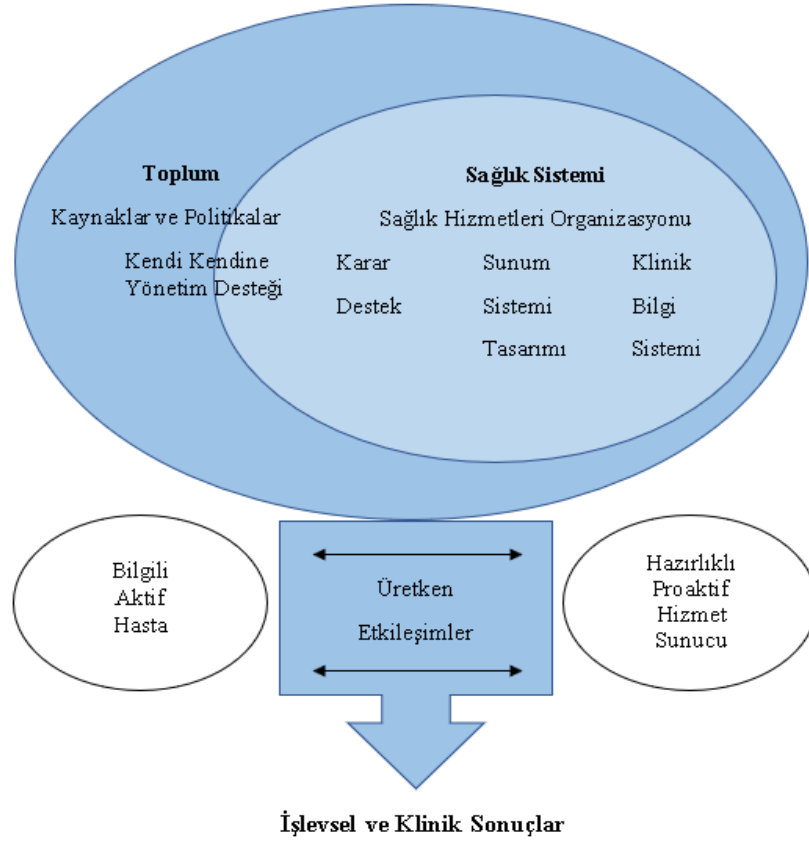 Toplum
Kaynaklar ve Politikalar
Kendi Kendine
Yönetim Desteği
Sağlık Sistemi
Sağlık Hizmetleri Organizasyonu
Karar
Destek
Sunum
Sistemi
Tasarımı
Klinik
Bilgi
Sistemi
Bilgili
Aktif
Hasta
Üretken
Etkileşimler
Hazırlıklı
Proaktif
Hizmet
Sunucu
İşlevsel ve Klinik Sonuçlar